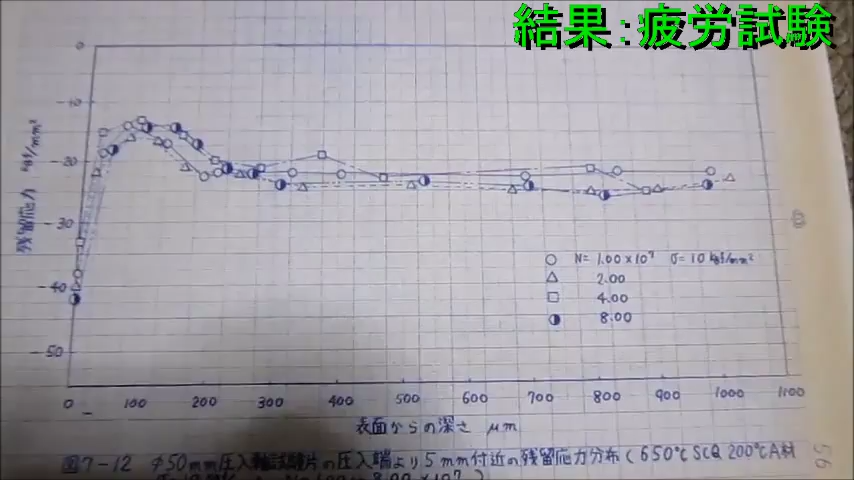 結果:疲労試験
0
-10
-20
-30
-40
-50
残留応力 kgf/mm²
N= 1.00×10⁷ σ=10 kgf/mm²
2.00
4.00
8.00
0 100 200 300 400 500 600 700 800 900 1000 1100
表面からの深さ μm
図7-12 φ50mm圧入軸試験片の圧入端より5mm付近の残留応力分布(650℃SCQ 200℃A材
56